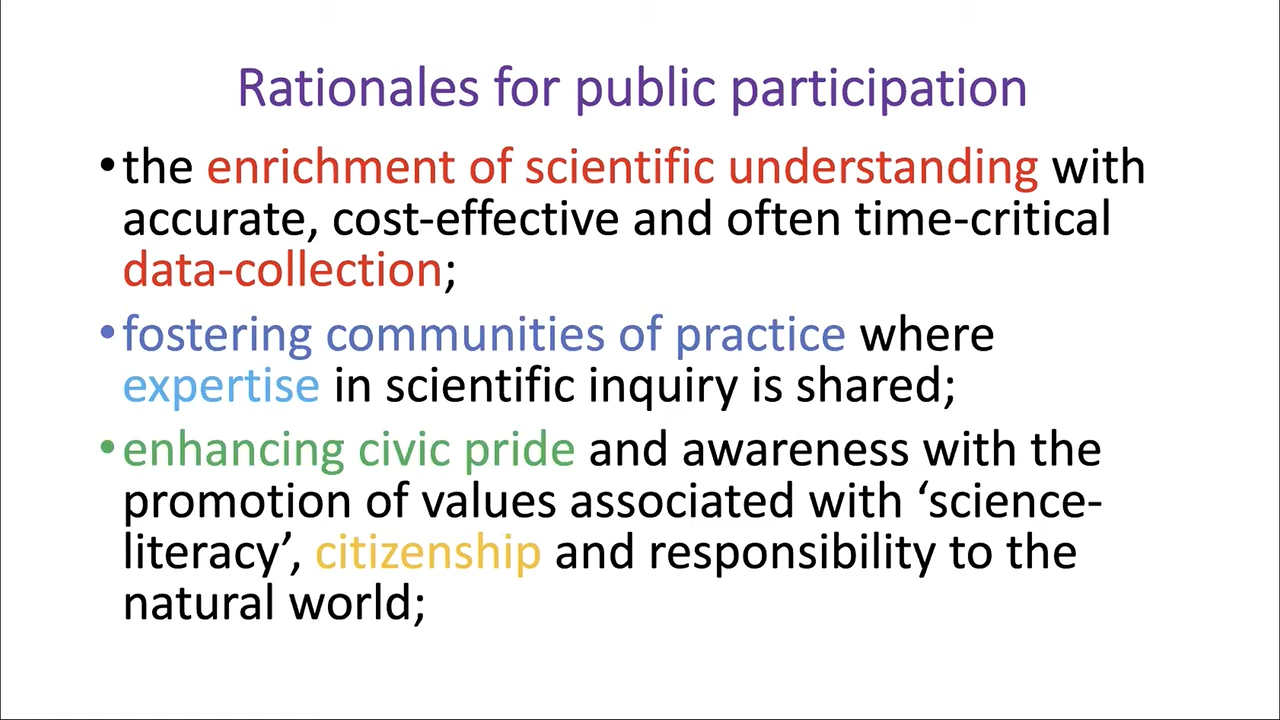 Rationales for public participation
•the enrichment of scientific understanding with
accurate, cost-effective and often time-critical
data-collection;
•fostering communities of practice where
expertise in scientific inquiry is shared;
•enhancing civic pride and awareness with the
promotion of values associated with ‘science-
literacy’, citizenship and responsibility to the
natural world;